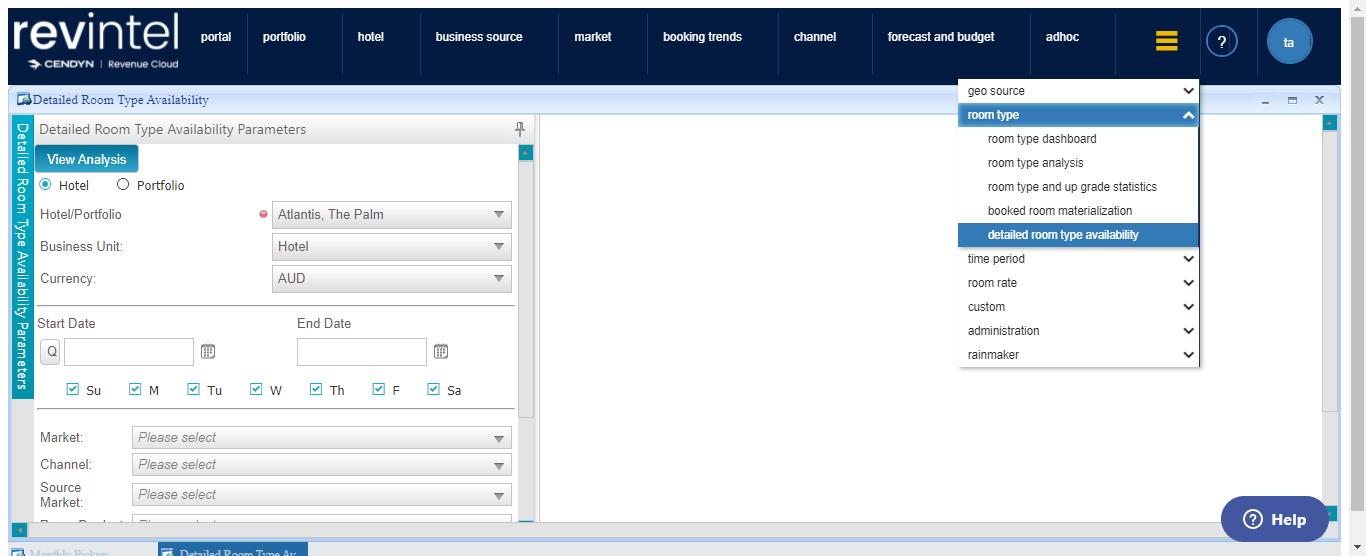 revintel
CENDYN | Revenue Cloud
portal
portfolio
hotel
business source
market
booking trends
channel
forecast and budget
adhoc
?
ta
Detailed Room Type Availability
Detailed Room Type Availability Parameters
Detailed Room Type Availability Parameters
View Analysis
Hotel
Portfolio
Hotel/Portfolio
Atlantis, The Palm
Business Unit:
Hotel
Currency:
AUD
Start Date
End Date
Q
Su
M
Tu
W
Th
F
Sa
Market:
Please select
Channel:
Please select
Source
Market:
Please select
geo source
room type
room type dashboard
room type analysis
room type and up grade statistics
booked room materialization
detailed room type availability
time period
room rate
custom
administration
rainmaker
? Help
Monthly Pickup
Detailed Room Type Av...